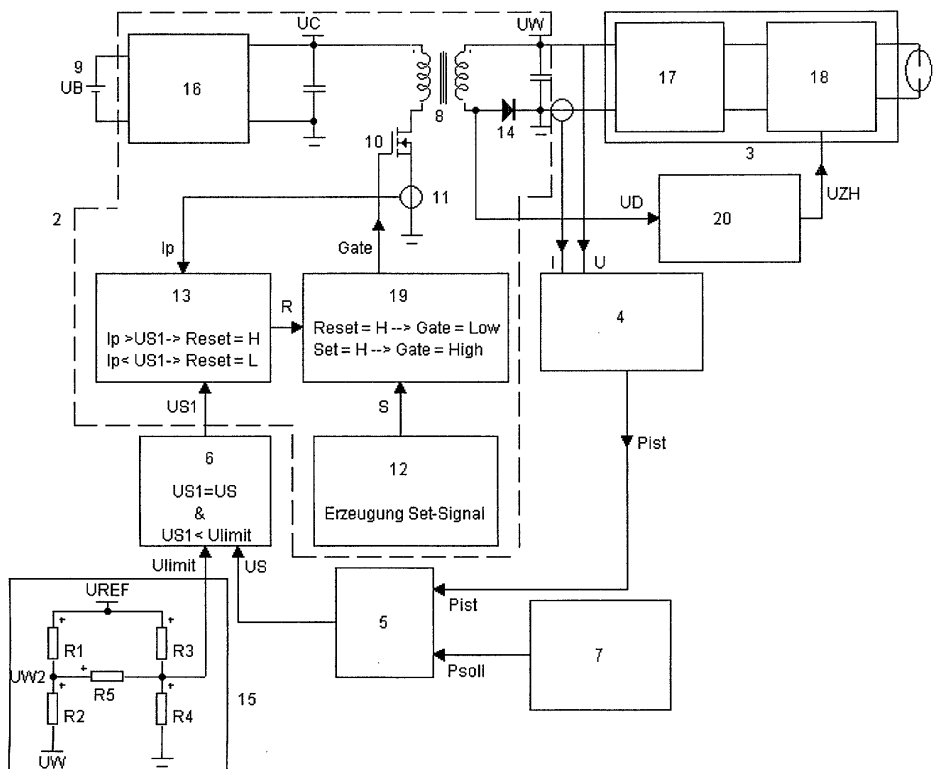 UC
UW
9
UB
16
8
14
17
18
3
10
11
2
UD
20
UZH
Ip
Gate
I
U
13
Ip >US1-> Reset = H
Ip< US1-> Reset = L
R
19
Reset = H --> Gate = Low
Set = H --> Gate = High
4
US1
S
Pist
6
US1=US
&
US1< Ulimit
12
Erzeugung Set-Signal
Ulimit
US
UREF
R1
R3
UW2
R5
R2
R4
UW
15
5
Pist
Psoll
7